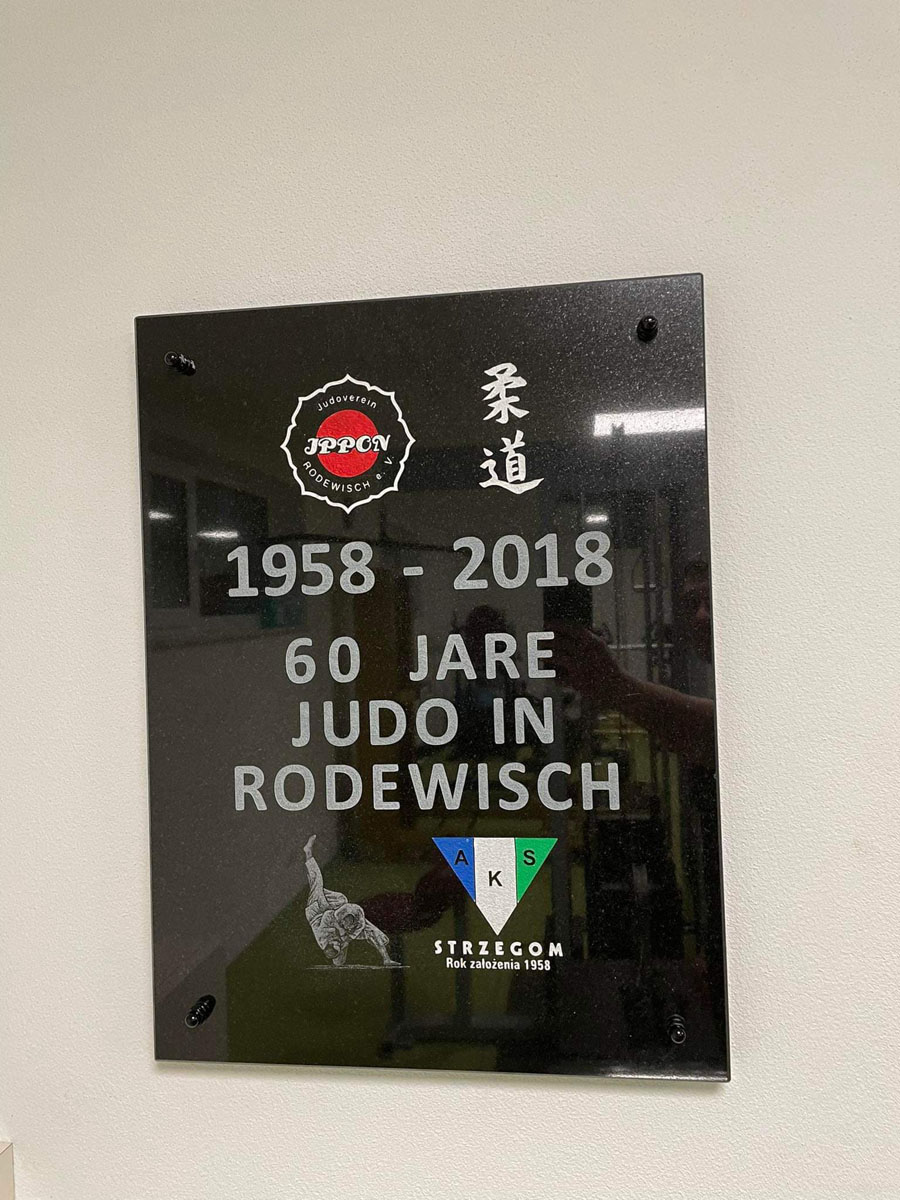 Judoverein
IPPON
RODEWISCH e. V.
柔道
1958 - 2018
60 JARE
JUDO IN
RODEWISCH
A K S
STRZEGOM
Rok założenia 1958